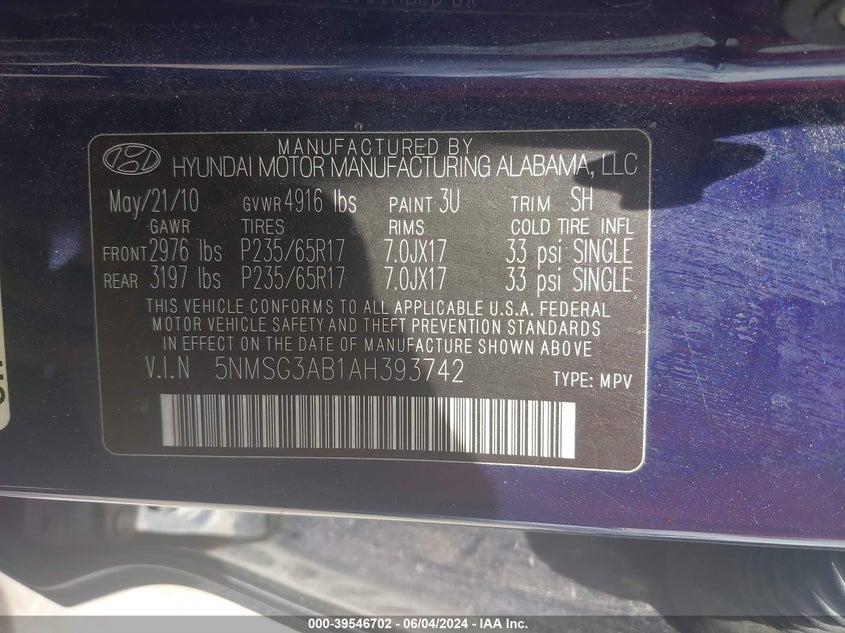 MANUFACTURED BY
HYUNDAI MOTOR MANUFACTURING ALABAMA, LLC
May/21/10 GVWR 4916 lbs PAINT 3U TRIM SH
GAWR TIRES RIMS COLD TIRE INFL
FRONT 2976 lbs P235/65R17 7.0JX17 33 psi SINGLE
REAR 3197 lbs P235/65R17 7.0JX17 33 psi SINGLE
THIS VEHICLE CONFORMS TO ALL APPLICABLE U.S.A. FEDERAL
MOTOR VEHICLE SAFETY AND THEFT PREVENTION STANDARDS
IN EFFECT ON THE DATE OF MANUFACTURE SHOWN ABOVE.
V.I.N 5NMSG3AB1AH393742 TYPE: MPV
000-39546702 - 06/04/2024 - IAA Inc.